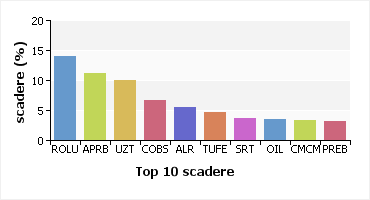 scadere (%)
20
15
10
5
0
ROLU APRB UZT COBS ALR TUFE SRT OIL CMCM PREB
Top 10 scadere